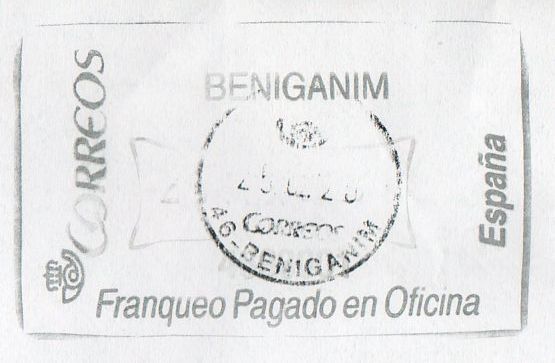 CORREOS
BENIGANIM
España
CORREOS
46-BENIGANIM
Franqueo Pagado en Oficina